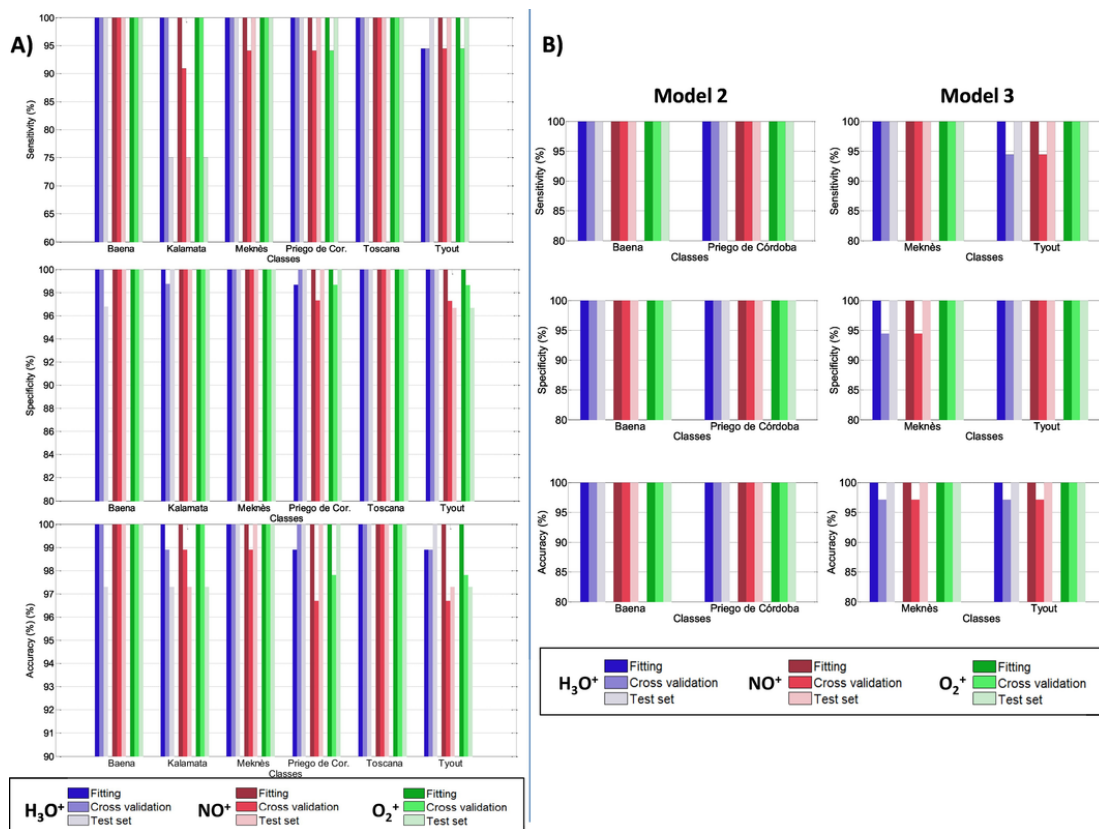 A)
Sensitivity (%)
100
95
90
85
80
75
70
65
60
Baena Kalamata Meknès Priego de Cor. Toscana Tyout
Classes
Specificity (%)
100
98
96
94
92
90
88
86
84
82
80
Baena Kalamata Meknès Priego de Cor. Toscana Tyout
Classes
Accuracy (%) (%)
100
99
98
97
96
95
94
93
92
91
90
Baena Kalamata Meknès Priego de Cor. Toscana Tyout
Classes
H₃O⁺
Fitting
Cross validation
Test set
NO⁺
Fitting
Cross validation
Test set
O₂⁺
Fitting
Cross validation
Test set
B)
Model 2
Sensitivity (%)
100
95
90
85
80
Baena Priego de Córdoba
Classes
Specificity (%)
100
95
90
85
80
Baena Priego de Córdoba
Classes
Accuracy (%)
100
95
90
85
80
Baena Priego de Córdoba
Classes
Model 3
Sensitivity (%)
100
95
90
85
80
Meknès Tyout
Classes
Specificity (%)
100
95
90
85
80
Meknès Tyout
Classes
Accuracy (%)
100
95
90
85
80
Meknès Tyout
Classes
H₃O⁺
Fitting
Cross validation
Test set
NO⁺
Fitting
Cross validation
Test set
O₂⁺
Fitting
Cross validation
Test set